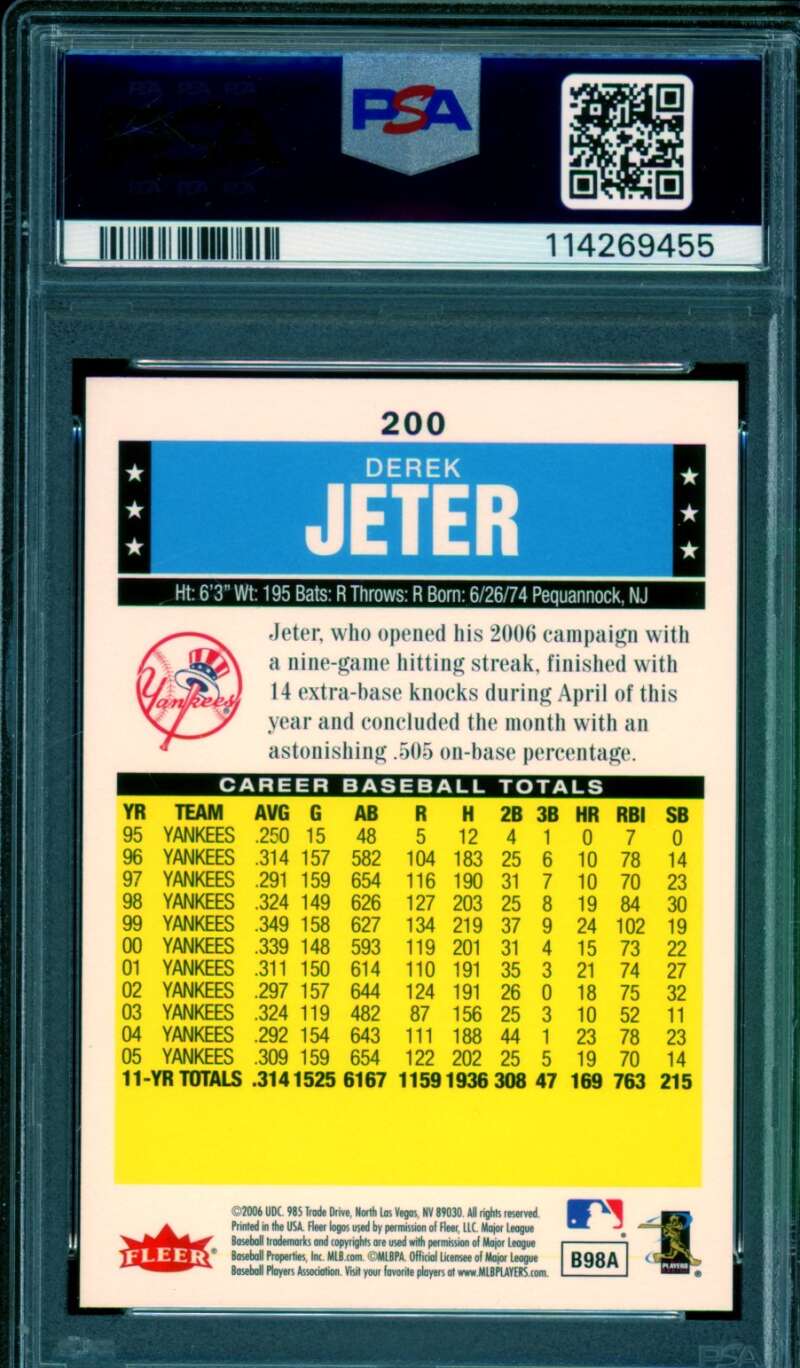 PSA
114269455
200
DEREK
JETER
Ht: 6'3" Wt: 195 Bats: R Throws: R Born: 6/26/74 Pequannock, NJ
Yankees
Jeter, who opened his 2006 campaign with
a nine-game hitting streak, finished with
14 extra-base knocks during April of this
year and concluded the month with an
astonishing .505 on-base percentage.
CAREER BASEBALL TOTALS
YR TEAM AVG G AB R H 2B 3B HR RBI SB
95 YANKEES .250 15 48 5 12 4 1 0 7 0
96 YANKEES .314 157 582 104 183 25 6 10 78 14
97 YANKEES .291 159 654 116 190 31 7 10 70 23
98 YANKEES .324 149 626 127 203 25 8 19 84 30
99 YANKEES .349 158 627 134 219 37 9 24 102 19
00 YANKEES .339 148 593 119 201 31 4 15 73 22
01 YANKEES .311 150 614 110 191 35 3 21 74 27
02 YANKEES .297 157 644 124 191 26 0 18 75 32
03 YANKEES .324 119 482 87 156 25 3 10 52 11
04 YANKEES .292 154 643 111 188 44 1 23 78 23
05 YANKEES .309 159 654 122 202 25 5 19 70 14
11-YR TOTALS .314 1525 6167 1159 1936 308 47 169 763 215
FLEER®
©2006 UDC. 985 Trade Drive, North Las Vegas, NV 89030. All rights reserved.
Printed in the USA. Fleer logos used by permission of Fleer, LLC. Major League
Baseball trademarks and copyrights are used with permission of Major League
Baseball Properties, Inc. MLB.com. ©MLBPA. Official Licensee of Major League
Baseball Players Association. Visit your favorite players at www.MLBPLAYERS.com.
B98A
PLAYERS
PSA